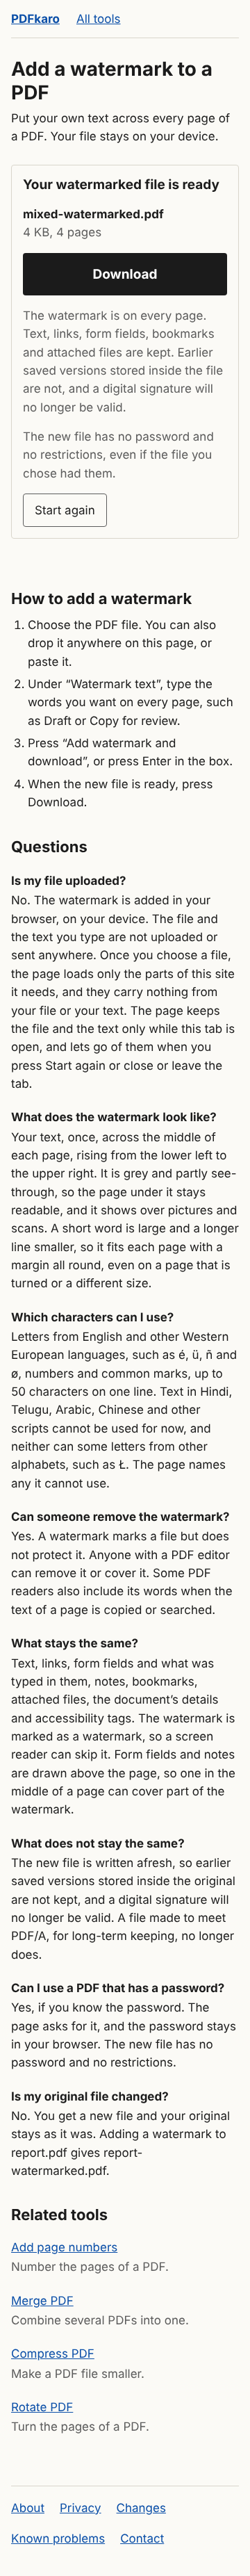 PDFkaro All tools
Add a watermark to a
PDF
Put your own text across every page of
a PDF. Your file stays on your device.
Your watermarked file is ready
mixed-watermarked.pdf
4 KB, 4 pages
Download
The watermark is on every page.
Text, links, form fields, bookmarks
and attached files are kept. Earlier
saved versions stored inside the file
are not, and a digital signature will
no longer be valid.
The new file has no password and
no restrictions, even if the file you
chose had them.
Start again
How to add a watermark
1. Choose the PDF file. You can also
drop it anywhere on this page, or
paste it.
2. Under “Watermark text”, type the
words you want on every page, such
as Draft or Copy for review.
3. Press “Add watermark and
download”, or press Enter in the box.
4. When the new file is ready, press
Download.
Questions
Is my file uploaded?
No. The watermark is added in your
browser, on your device. The file and
the text you type are not uploaded or
sent anywhere. Once you choose a file,
the page loads only the parts of this site
it needs, and they carry nothing from
your file or your text. The page keeps
the file and the text only while this tab is
open, and lets go of them when you
press Start again or close or leave the
tab.
What does the watermark look like?
Your text, once, across the middle of
each page, rising from the lower left to
the upper right. It is grey and partly see-
through, so the page under it stays
readable, and it shows over pictures and
scans. A short word is large and a longer
line smaller, so it fits each page with a
margin all round, even on a page that is
turned or a different size.
Which characters can I use?
Letters from English and other Western
European languages, such as é, ü, ñ and
ø, numbers and common marks, up to
50 characters on one line. Text in Hindi,
Telugu, Arabic, Chinese and other
scripts cannot be used for now, and
neither can some letters from other
alphabets, such as Ł. The page names
any it cannot use.
Can someone remove the watermark?
Yes. A watermark marks a file but does
not protect it. Anyone with a PDF editor
can remove it or cover it. Some PDF
readers also include its words when the
text of a page is copied or searched.
What stays the same?
Text, links, form fields and what was
typed in them, notes, bookmarks,
attached files, the document’s details
and accessibility tags. The watermark is
marked as a watermark, so a screen
reader can skip it. Form fields and notes
are drawn above the page, so one in the
middle of a page can cover part of the
watermark.
What does not stay the same?
The new file is written afresh, so earlier
saved versions stored inside the original
are not kept, and a digital signature will
no longer be valid. A file made to meet
PDF/A, for long-term keeping, no longer
does.
Can I use a PDF that has a password?
Yes, if you know the password. The
page asks for it, and the password stays
in your browser. The new file has no
password and no restrictions.
Is my original file changed?
No. You get a new file and your original
stays as it was. Adding a watermark to
report.pdf gives report-
watermarked.pdf.
Related tools
Add page numbers
Number the pages of a PDF.
Merge PDF
Combine several PDFs into one.
Compress PDF
Make a PDF file smaller.
Rotate PDF
Turn the pages of a PDF.
About Privacy Changes
Known problems Contact